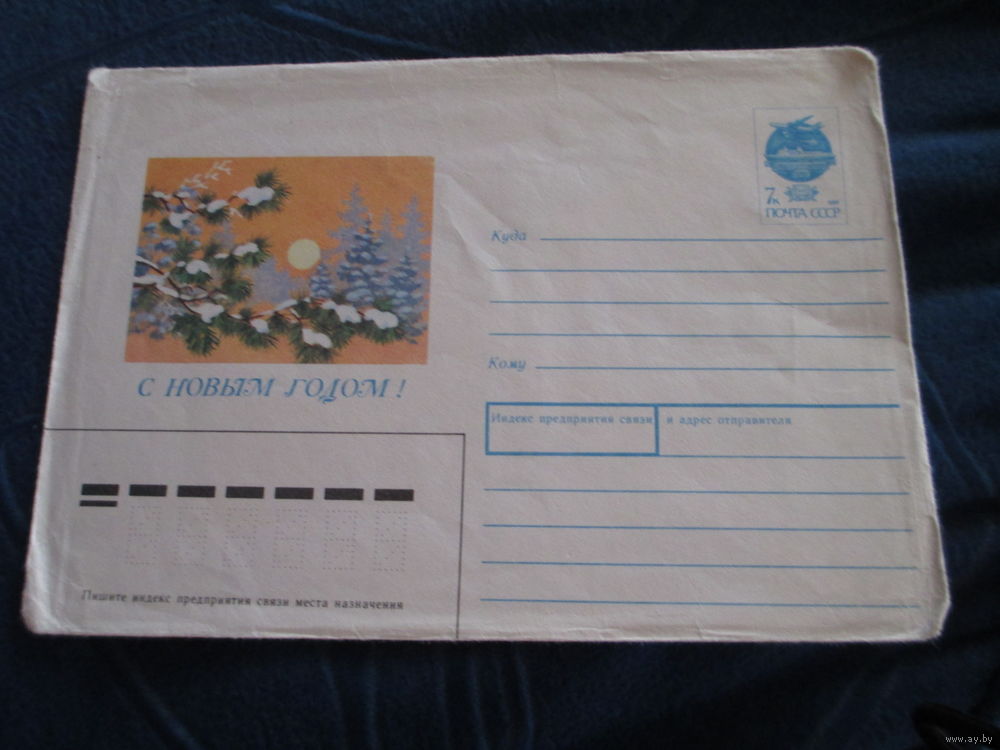 7к
ПОЧТА СССР
Куда
С НОВЫМ ГОДОМ!
Кому
Индекс предприятия связи и адрес отправителя
Пишите индекс предприятия связи места назначения
www.ay.by